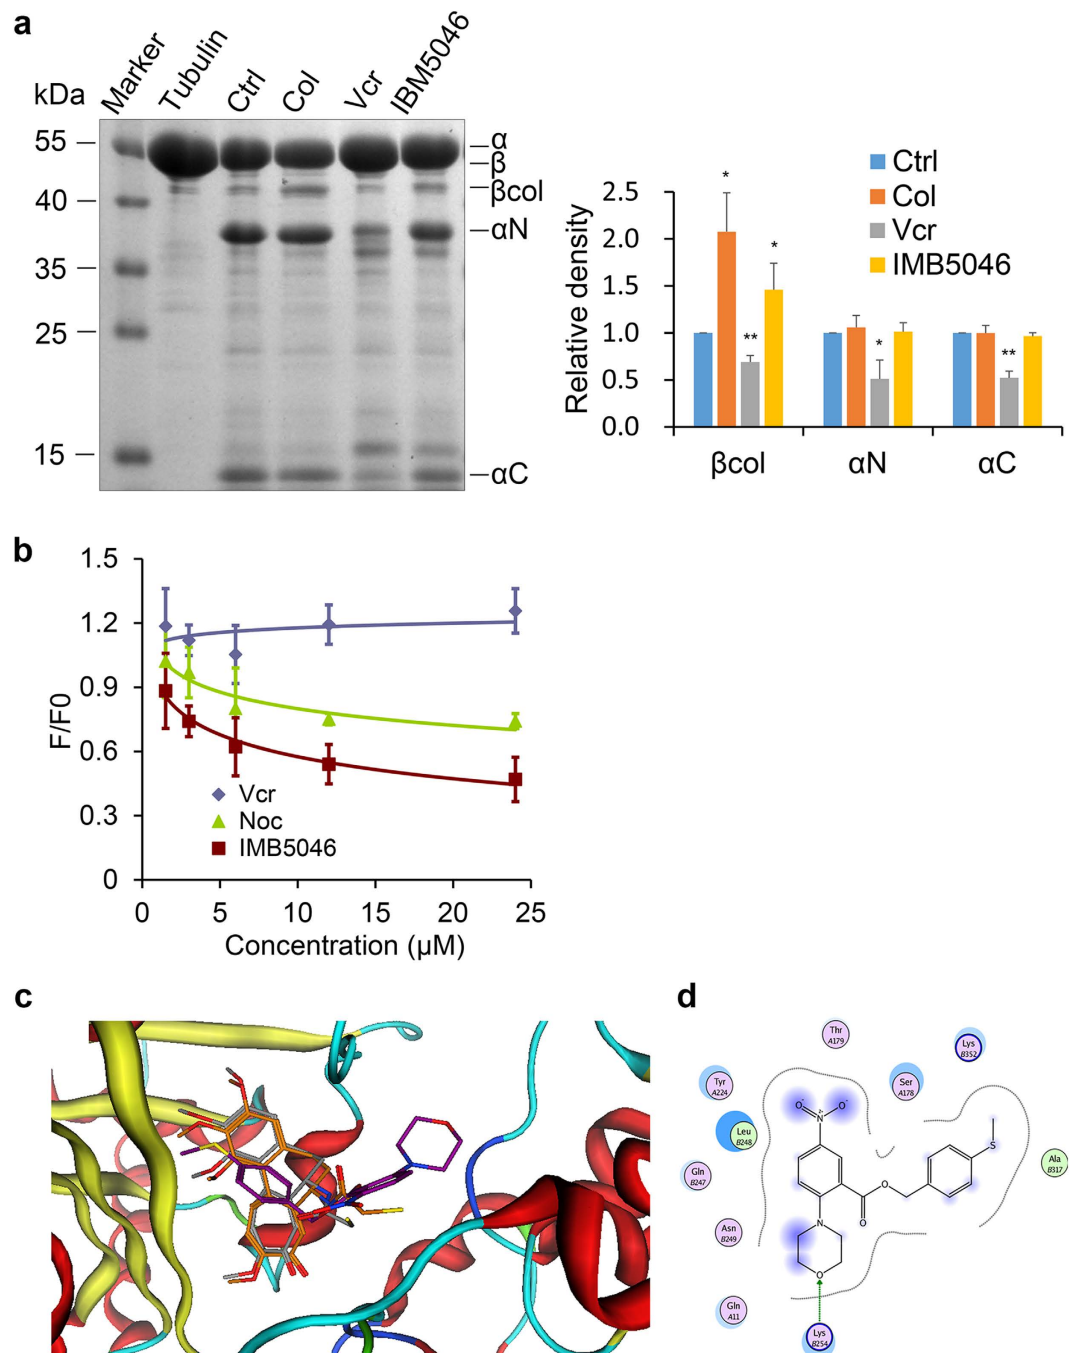 a
kDa
Marker
Tubulin
Ctrl
Col
Vcr
IBM5046
55
40
35
25
15
α
β
βcol
αN
αC
Relative density
2.5
2.0
1.5
1.0
0.5
0.0
Ctrl
Col
Vcr
IMB5046
*
**
*
*
**
βcol
αN
αC
b
F/F0
1.5
1.2
0.9
0.6
0.3
0
Vcr
Noc
IMB5046
0 5 10 15 20 25
Concentration (µM)
c
d
Thr
A179
Lys
B352
Tyr
A224
Ser
A178
Leu
B248
Ala
B317
Gln
B247
Asn
B249
Gln
A11
Lys
B254
O-
N
O-
S
O
O
N
O